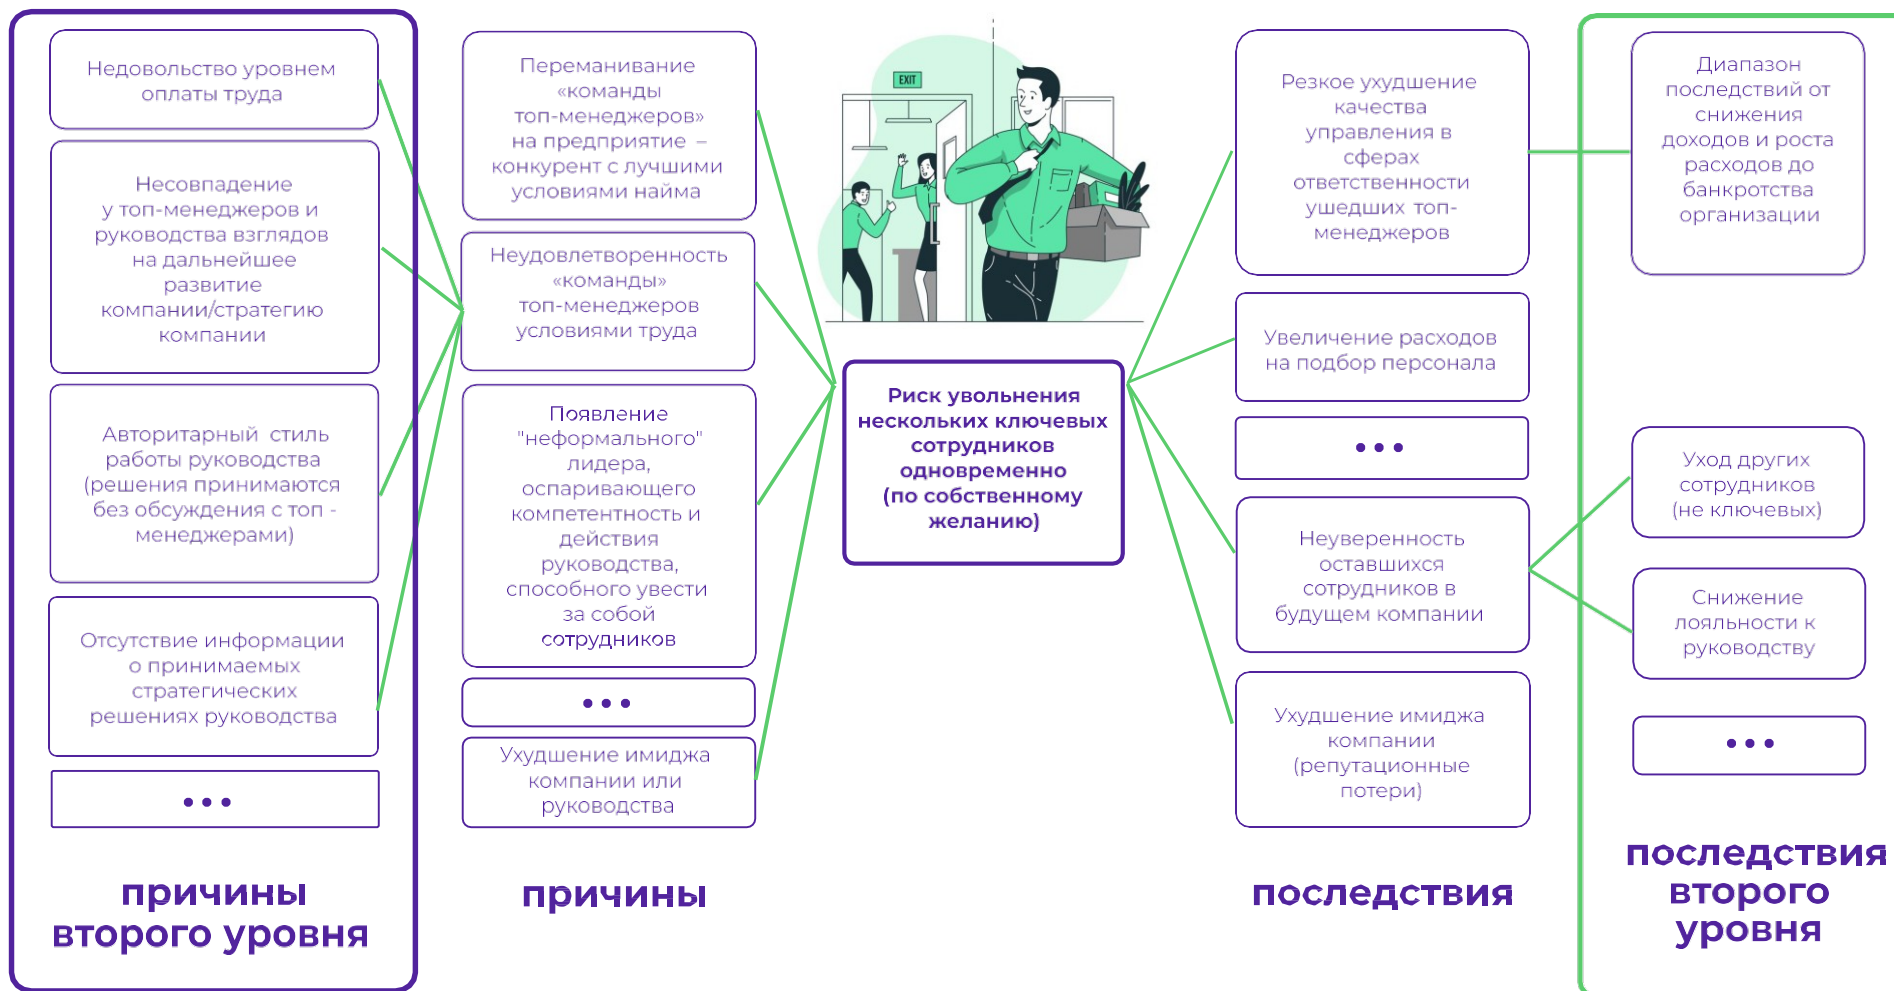 Недовольство уровнем
оплаты труда
Несовпадение
у топ-менеджеров и
руководства взглядов
на дальнейшее
развитие
компании/стратегию
компании
Авторитарный стиль
работы руководства
(решения принимаются
без обсуждения с топ -
менеджерами)
Отсутствие информации
о принимаемых
стратегических
решениях руководства
•••
причины
второго уровня
Переманивание
«команды
топ-менеджеров»
на предприятие –
конкурент с лучшими
условиями найма
Неудовлетворенность
«команды»
топ-менеджеров
условиями труда
Появление
"неформального"
лидера,
оспаривающего
компетентность и
действия
руководства,
способного увести
за собой
сотрудников
•••
Ухудшение имиджа
компании или
руководства
причины
EXIT
Риск увольнения
нескольких ключевых
сотрудников
одновременно
(по собственному
желанию)
Резкое ухудшение
качества
управления в
сферах
ответственности
ушедших топ-
менеджеров
Увеличение расходов
на подбор персонала
•••
Неуверенность
оставшихся
сотрудников в
будущем компании
Ухудшение имиджа
компании
(репутационные
потери)
последствия
Диапазон
последствий от
снижения
доходов и роста
расходов до
банкротства
организации
Уход других
сотрудников
(не ключевых)
Снижение
лояльности к
руководству
•••
последствия
второго
уровня